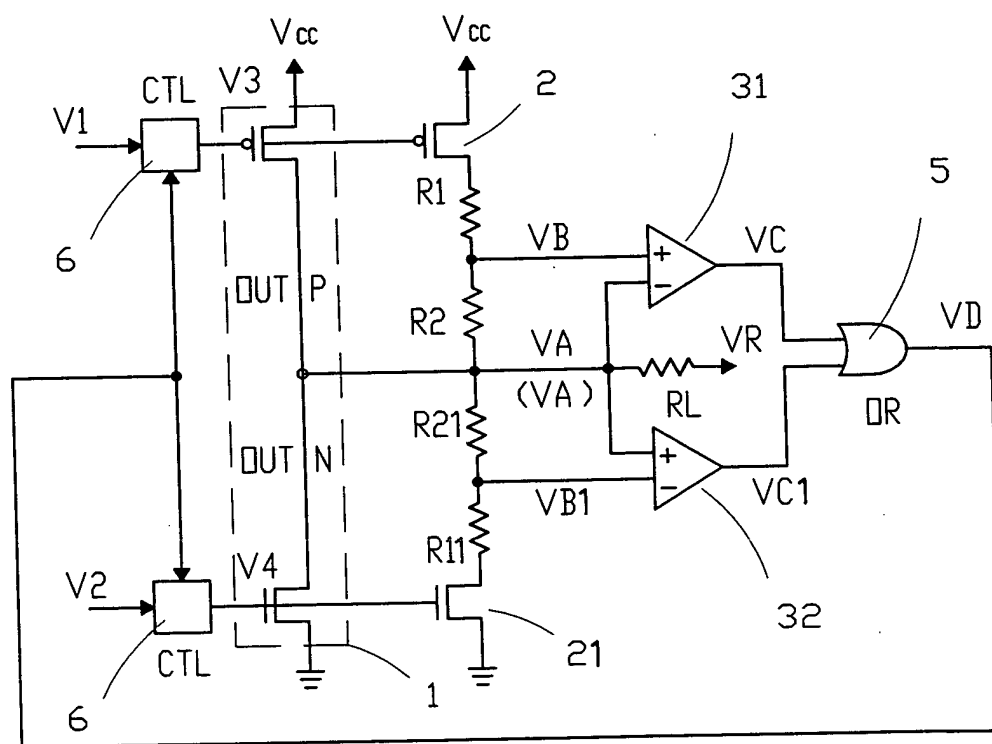 Vcc
Vcc
CTL
V3
2
31
V1
R1
5
6
VB
VC
+
−
OUT P
R2
VA
VR
VD
(VA)
RL
OR
R21
OUT N
+
−
VB1
VC1
R11
V4
V2
32
6
CTL
1
21